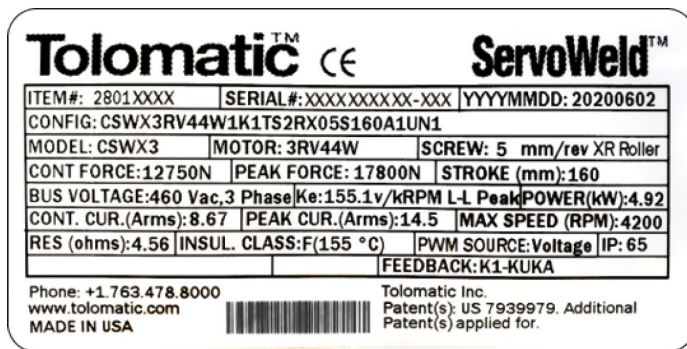 Tolomatic™ CE ServoWeld™
ITEM#: 2801XXXX SERIAL#:XXXXXXXXXX-XXX YYYYMMDD: 20200602
CONFIG: CSWX3RV44W1K1TS2RX05S160A1UN1
MODEL: CSWX3 MOTOR: 3RV44W SCREW: 5 mm/rev XR Roller
CONT FORCE: 12750N PEAK FORCE: 17800N STROKE (mm): 160
BUS VOLTAGE:460 Vac,3 Phase Ke:155.1v/kRPM L-L Peak POWER(kW): 4.92
CONT. CUR.(Arms): 8.67 PEAK CUR.(Arms): 14.5 MAX SPEED (RPM): 4200
RES (ohms): 4.56 INSUL. CLASS:F(155 °C) PWM SOURCE:Voltage IP: 65
FEEDBACK: K1-KUKA
Phone: +1.763.478.8000
www.tolomatic.com
MADE IN USA
Tolomatic Inc.
Patent(s): US 7939979. Additional
Patent(s) applied for.